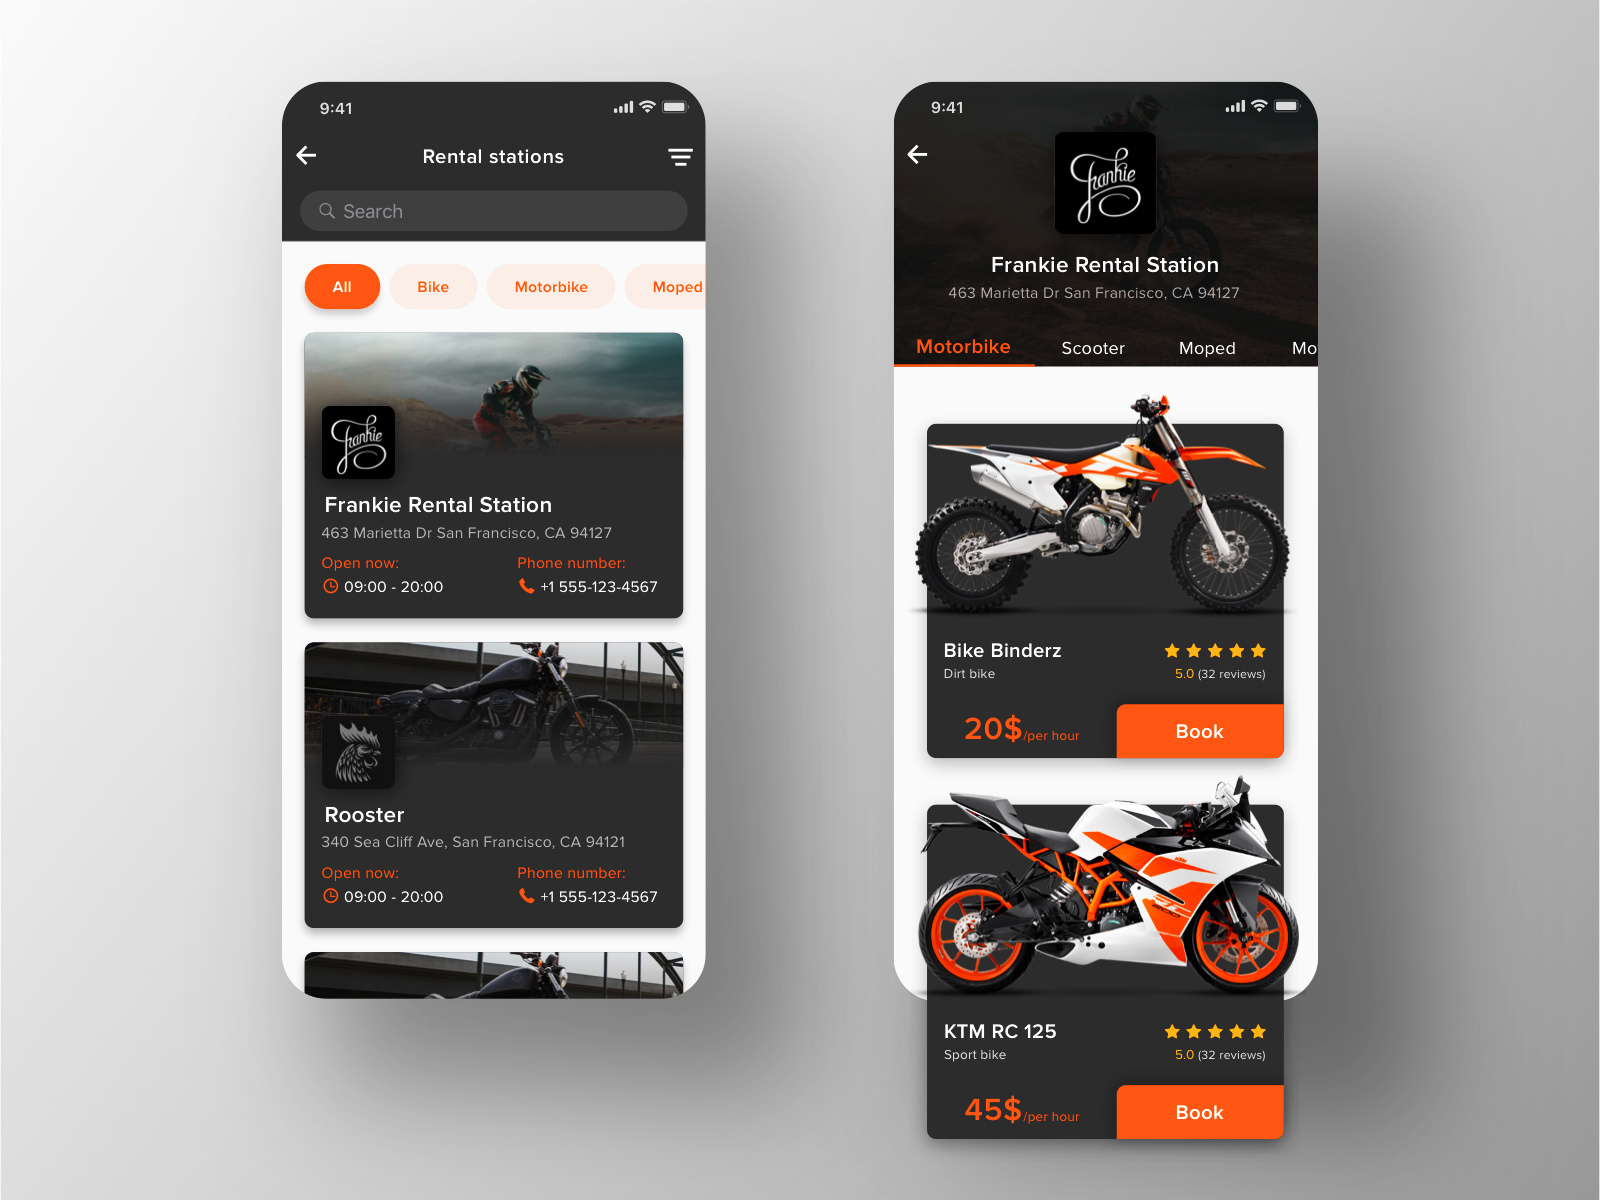 9:41
Rental stations
Search
All Bike Motorbike Moped
Frankie
Frankie Rental Station
463 Marietta Dr San Francisco, CA 94127
Open now: Phone number:
09:00 - 20:00 +1 555-123-4567
Rooster
340 Sea Cliff Ave, San Francisco, CA 94121
Open now: Phone number:
09:00 - 20:00 +1 555-123-4567
9:41
Frankie
Frankie Rental Station
463 Marietta Dr San Francisco, CA 94127
Motorbike Scooter Moped Mo
Bike Binderz
Dirt bike 5.0 (32 reviews)
20$/per hour Book
KTM RC 125
Sport bike 5.0 (32 reviews)
45$/per hour Book